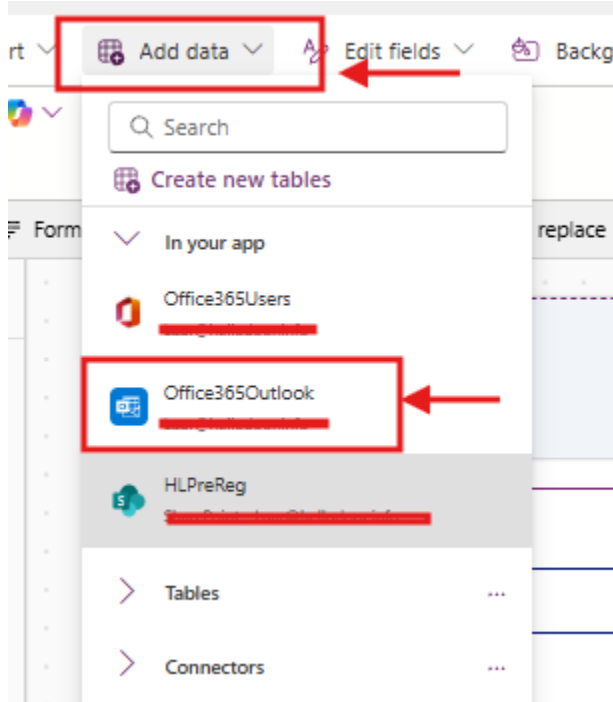 rt
Add data
Edit fields
Backg
Search
Create new tables
Form
replace
In your app
Office365Users
Office365Outlook
HLPreReg
Tables
Connectors